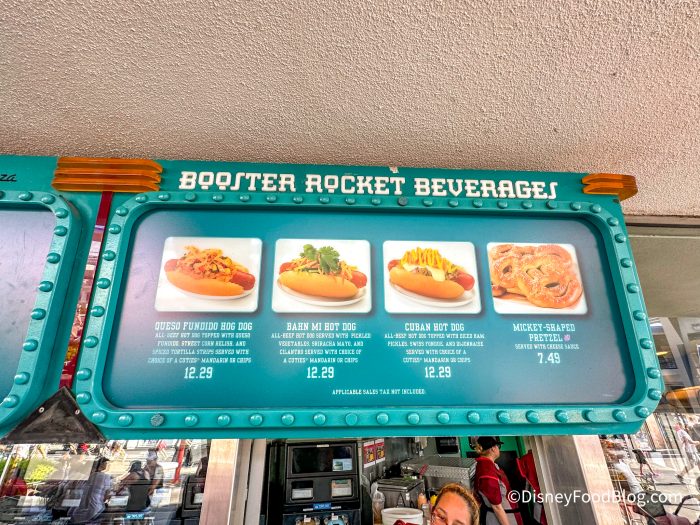 za
BOOSTER ROCKET BEVERAGES
QUESO FUNDIDO HOG DOG
ALL-BEEF HOT DOG TOPPED WITH QUESO
FUNDIDO, STREET CORN RELISH, AND
SPICED TORTILLA STRIPS SERVED WITH
CHOICE OF A CUTIES® MANDARIN OR CHIPS
12.29
BAHN MI HOT DOG
ALL-BEEF HOT DOG SERVED WITH PICKLED
VEGETABLES, SRIRACHA MAYO, AND
CILANTRO SERVED WITH CHOICE OF
A CUTIES® MANDARIN OR CHIPS
12.29
CUBAN HOT DOG
ALL-BEEF HOT DOG TOPPED WITH DICED HAM,
PICKLES, SWISS FONDUE, AND DIJONNAISE
SERVED WITH CHOICE OF A
CUTIES® MANDARIN OR CHIPS
12.29
MICKEY-SHAPED
PRETZEL
SERVED WITH CHEESE SAUCE
7.49
APPLICABLE SALES TAX NOT INCLUDED.
©DisneyFoodBlog.com